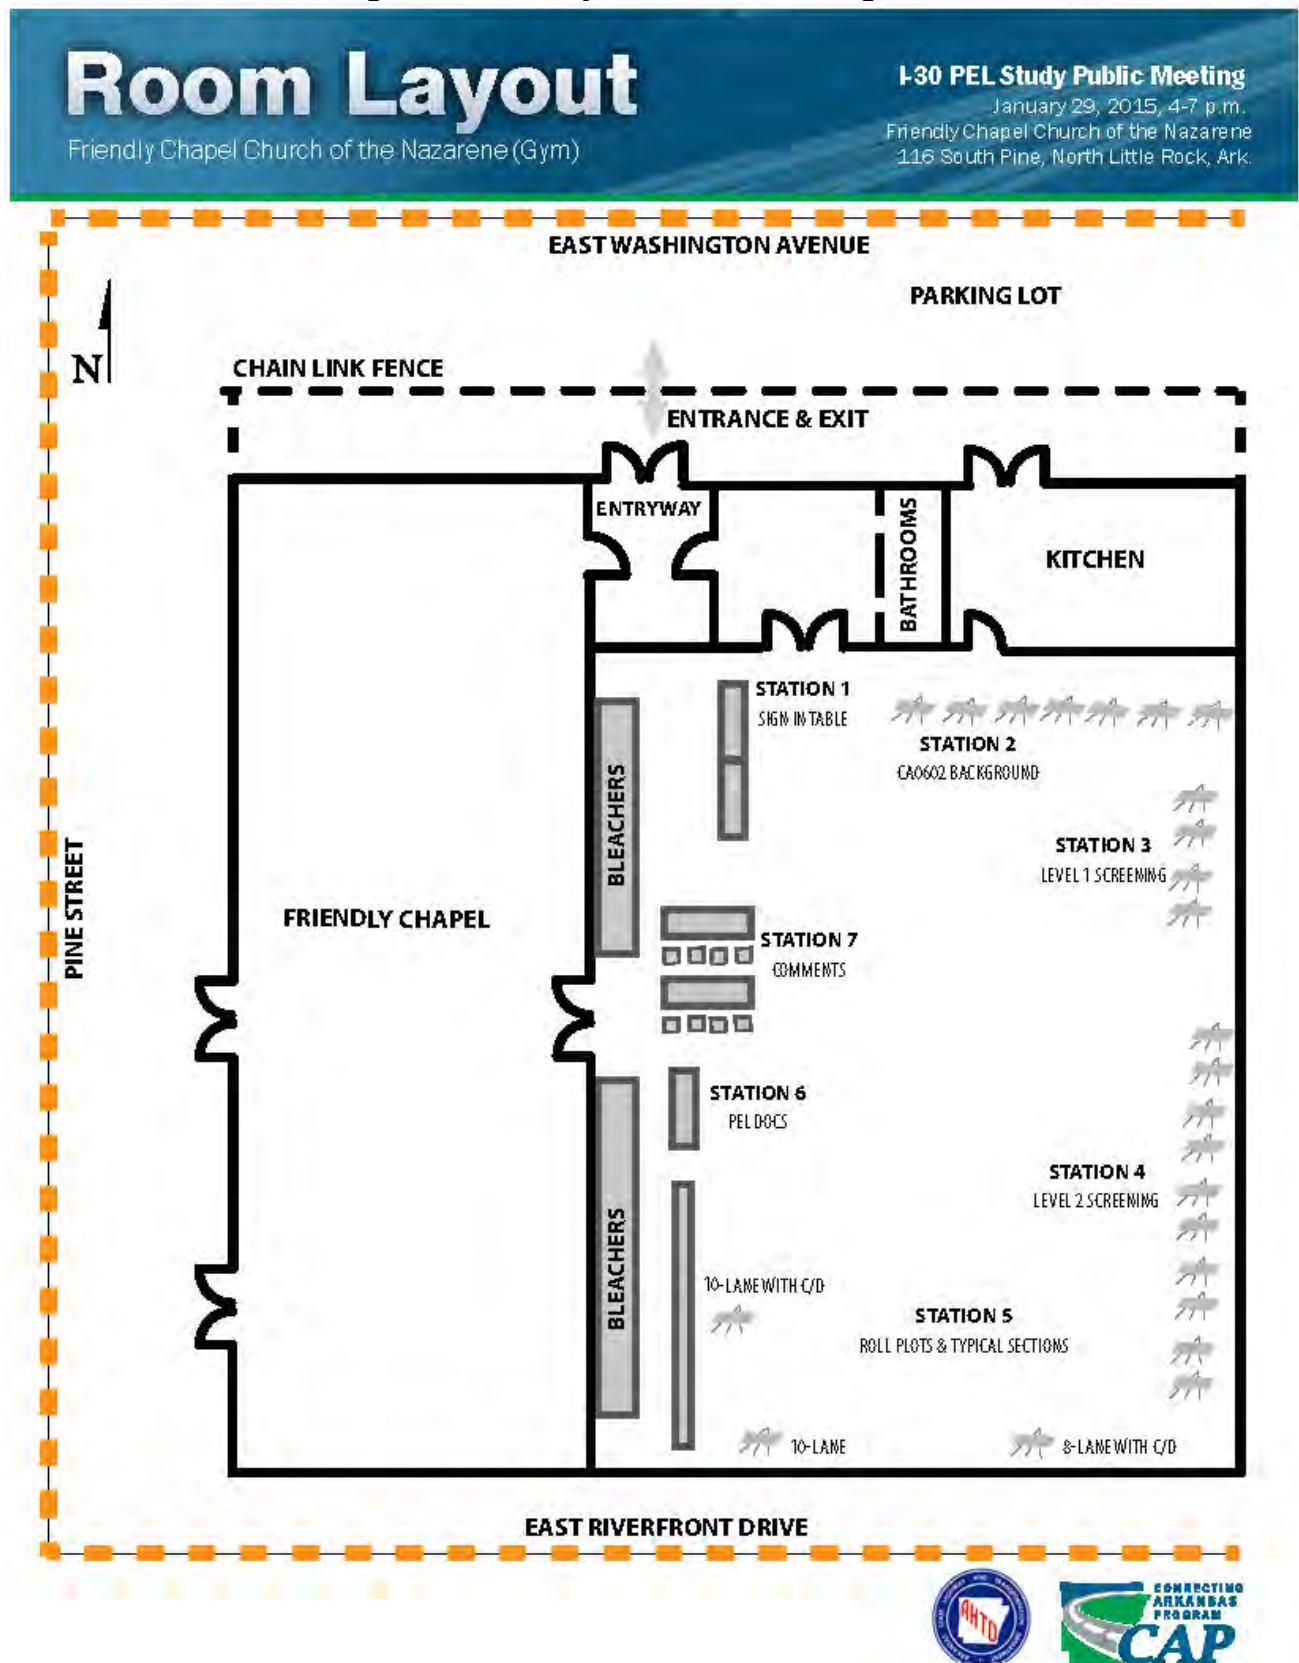 Room Layout
Friendly Chapel Church of the Nazarene (Gym)
I-30 PEL Study Public Meeting
January 29, 2015, 4-7 p.m.
Friendly Chapel Church of the Nazarene
116 South Pine, North Little Rock, Ark.
EAST WASHINGTON AVENUE
PARKING LOT
N
CHAIN LINK FENCE
ENTRANCE & EXIT
ENTRYWAY
BATHROOMS
KITCHEN
STATION 1
SIGN IN TABLE
STATION 2
CA0602 BACKGROUND
BLEACHERS
STATION 3
LEVEL 1 SCREENING
PINE STREET
FRIENDLY CHAPEL
STATION 7
COMMENTS
STATION 6
PEL DOCS
STATION 4
LEVEL 2 SCREENING
BLEACHERS
10-LANE WITH C/D
STATION 5
ROLL PLOTS & TYPICAL SECTIONS
10-LANE
8-LANE WITH C/D
EAST RIVERFRONT DRIVE
AHTD
CONNECTING
ARKANSAS
PROGRAM
CAP